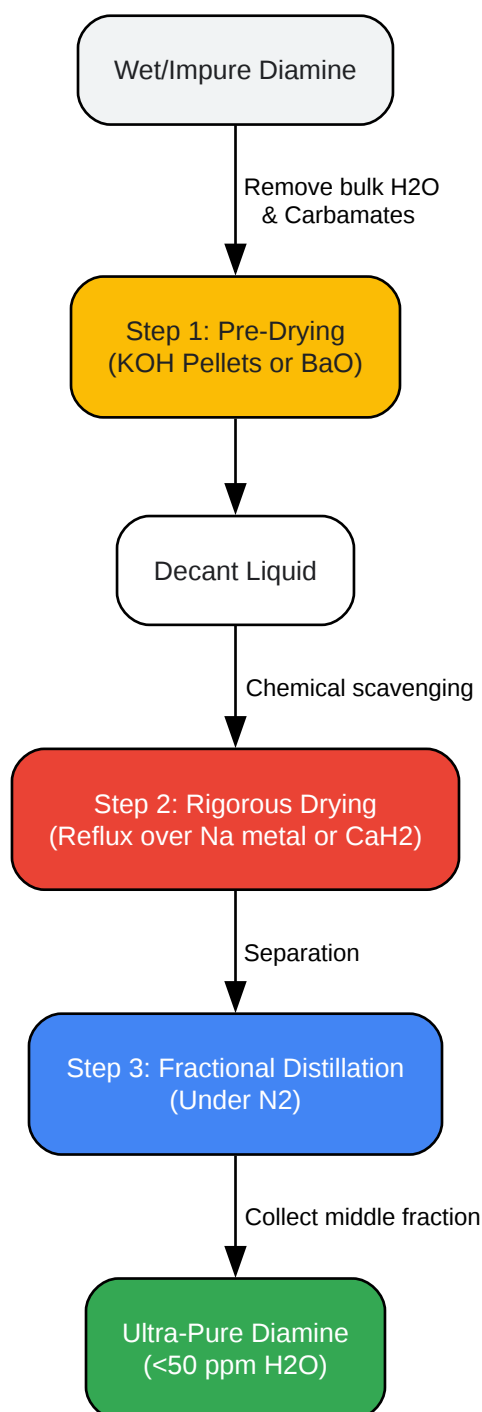 Wet/Impure Diamine
Remove bulk H2O
& Carbamates
Step 1: Pre-Drying
(KOH Pellets or BaO)
Decant Liquid
Chemical scavenging
Step 2: Rigorous Drying
(Reflux over Na metal or CaH2)
Separation
Step 3: Fractional Distillation
(Under N2)
Collect middle fraction
Ultra-Pure Diamine
(<50 ppm H2O)